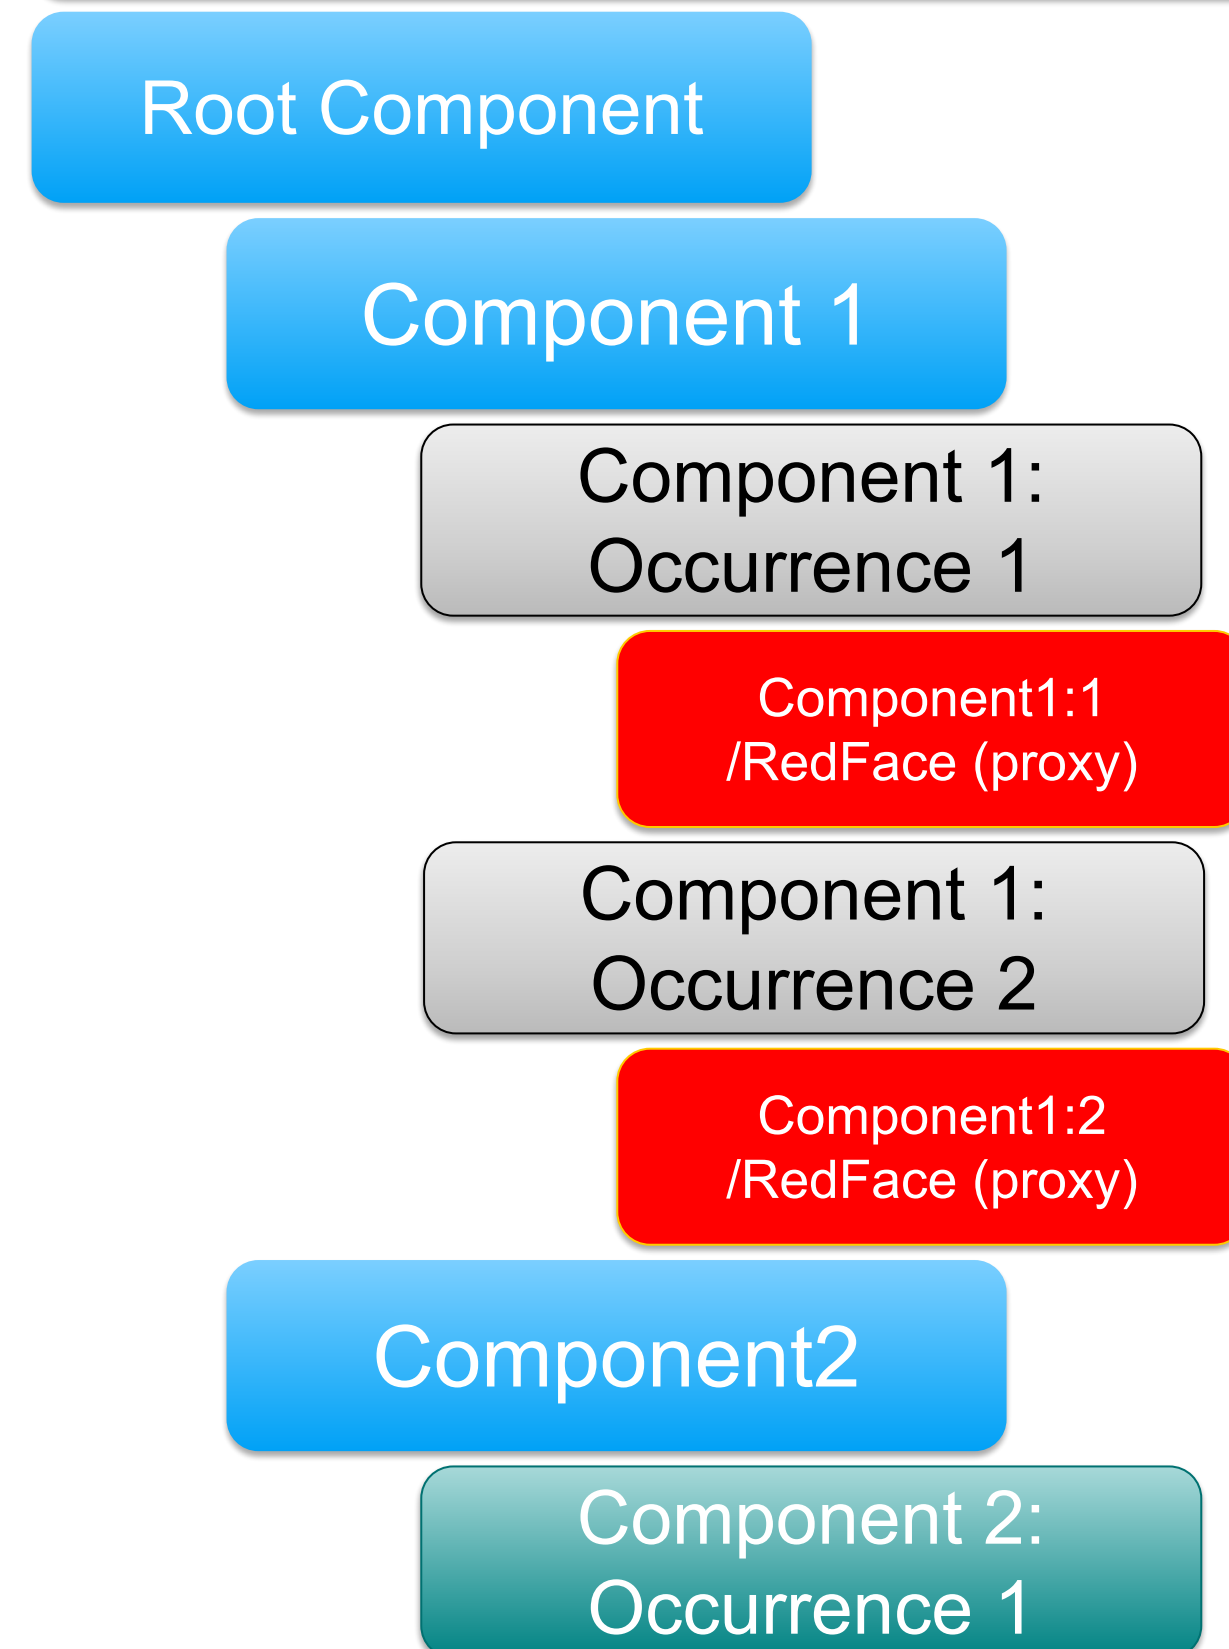 Root Component
Component 1
Component 1:
Occurrence 1
Component1:1
/RedFace (proxy)
Component 1:
Occurrence 2
Component1:2
/RedFace (proxy)
Component2
Component 2:
Occurrence 1